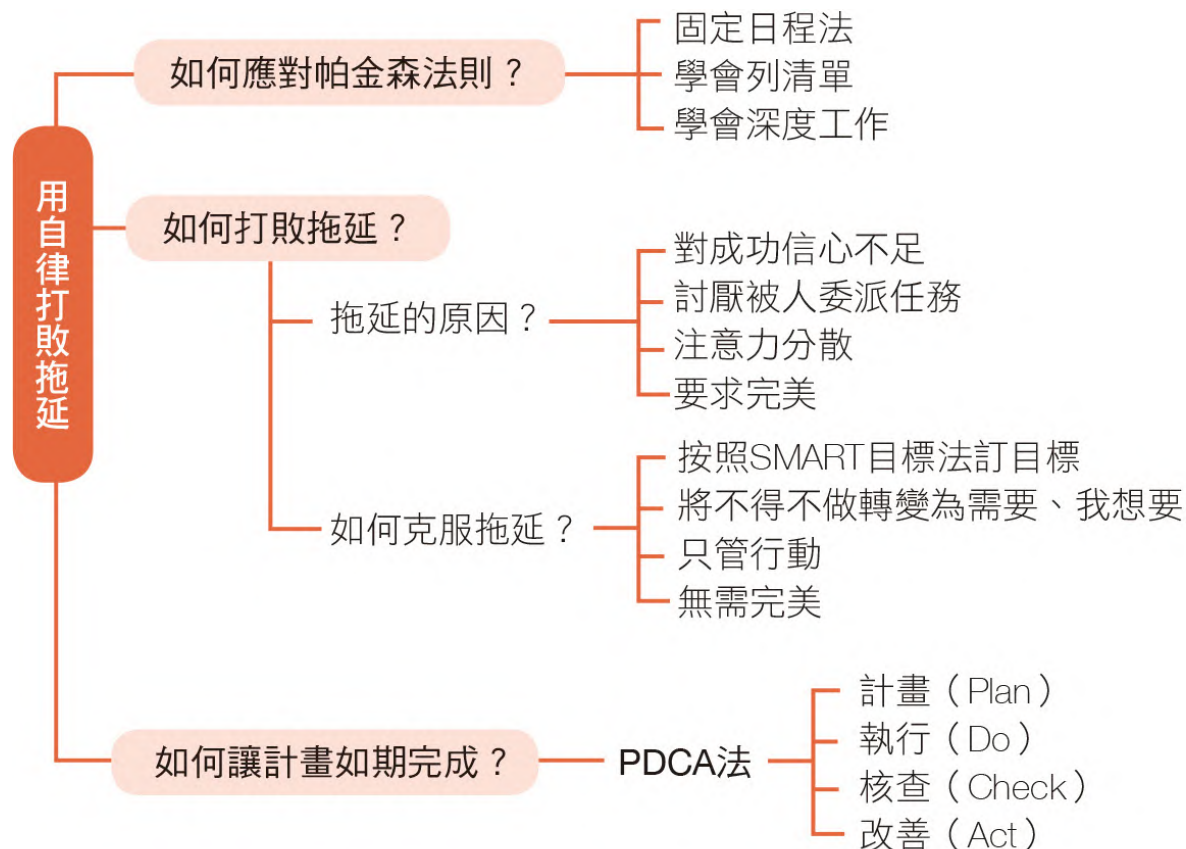 用自律打敗拖延
如何應對帕金森法則？
固定日程法
學會列清單
學會深度工作
如何打敗拖延？
拖延的原因？
對成功信心不足
討厭被人委派任務
注意力分散
要求完美
如何克服拖延？
按照SMART目標法訂目標
將不得不做轉變為需要、我想要
只管行動
無需完美
如何讓計畫如期完成？
PDCA法
計畫（Plan）
執行（Do）
核查（Check）
改善（Act）